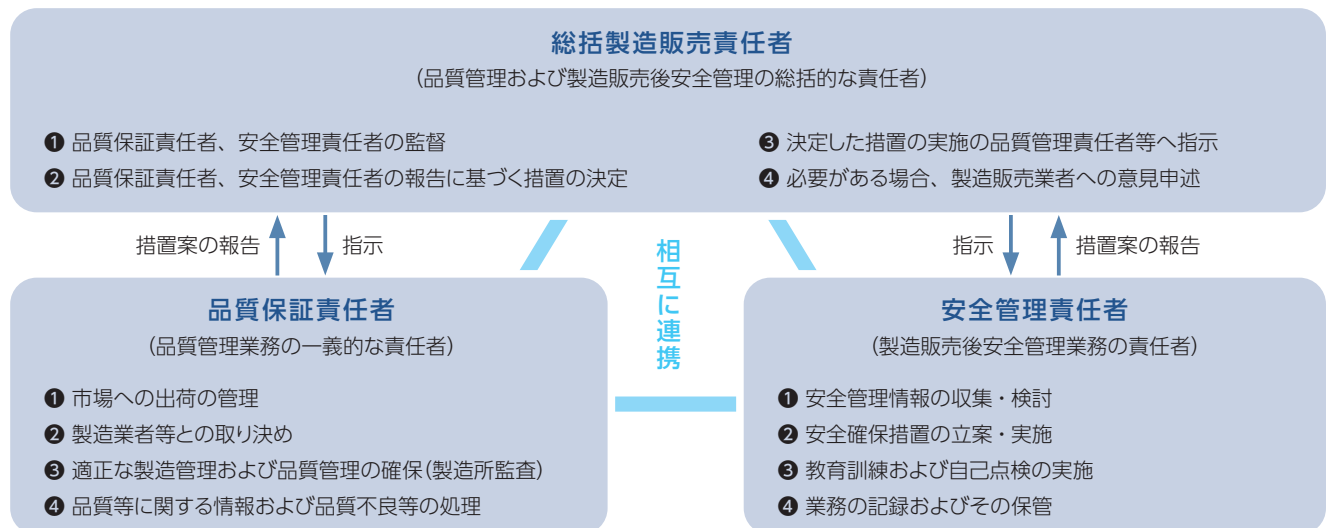 総括製造販売責任者
(品質管理および製造販売後安全管理の総括的な責任者)
❶ 品質保証責任者、安全管理責任者の監督
❷ 品質保証責任者、安全管理責任者の報告に基づく措置の決定
❸ 決定した措置の実施の品質管理責任者等へ指示
❹ 必要がある場合、製造販売業者への意見申述
措置案の報告
指示
相互に連携
指示
措置案の報告
品質保証責任者
(品質管理業務の一義的な責任者)
❶ 市場への出荷の管理
❷ 製造業者等との取り決め
❸ 適正な製造管理および品質管理の確保(製造所監査)
❹ 品質等に関する情報および品質不良等の処理
安全管理責任者
(製造販売後安全管理業務の責任者)
❶ 安全管理情報の収集・検討
❷ 安全確保措置の立案・実施
❸ 教育訓練および自己点検の実施
❹ 業務の記録およびその保管